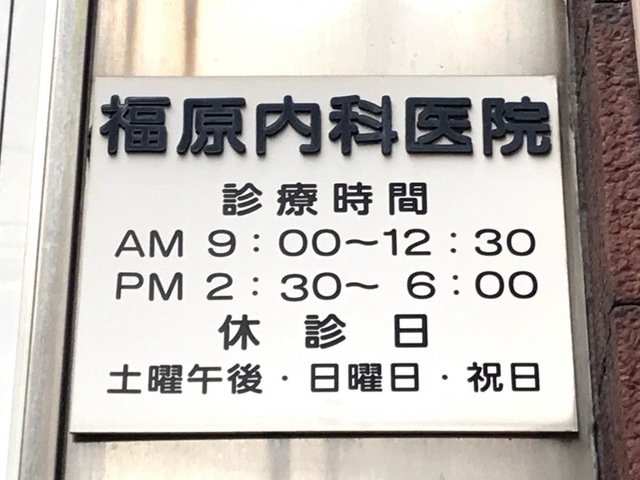 福原内科医院
診療時間
AM 9：00～12：30
PM 2：30～ 6：00
休診日
土曜午後・日曜日・祝日